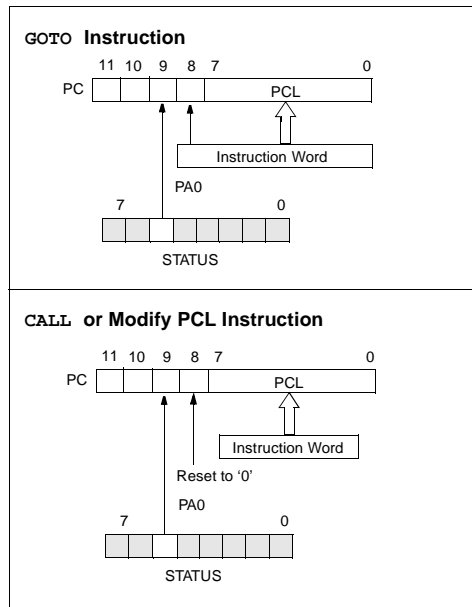 GOTO Instruction
11 10 9 8 7 0
PC PCL
Instruction Word
PA0
7 0
STATUS
CALL or Modify PCL Instruction
11 10 9 8 7 0
PC PCL
Instruction Word
Reset to ‘0’
PA0
7 0
STATUS